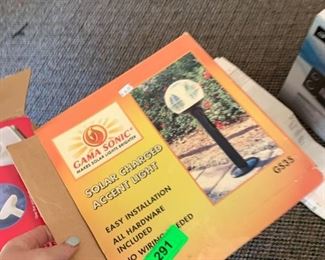 GAMA SONIC
MAKES SOLAR LIGHTS BRIGHTER
SOLAR CHARGED
ACCENT LIGHT
GS33
EASY INSTALLATION
ALL HARDWARE
INCLUDED
NO WIRING NEEDED
291